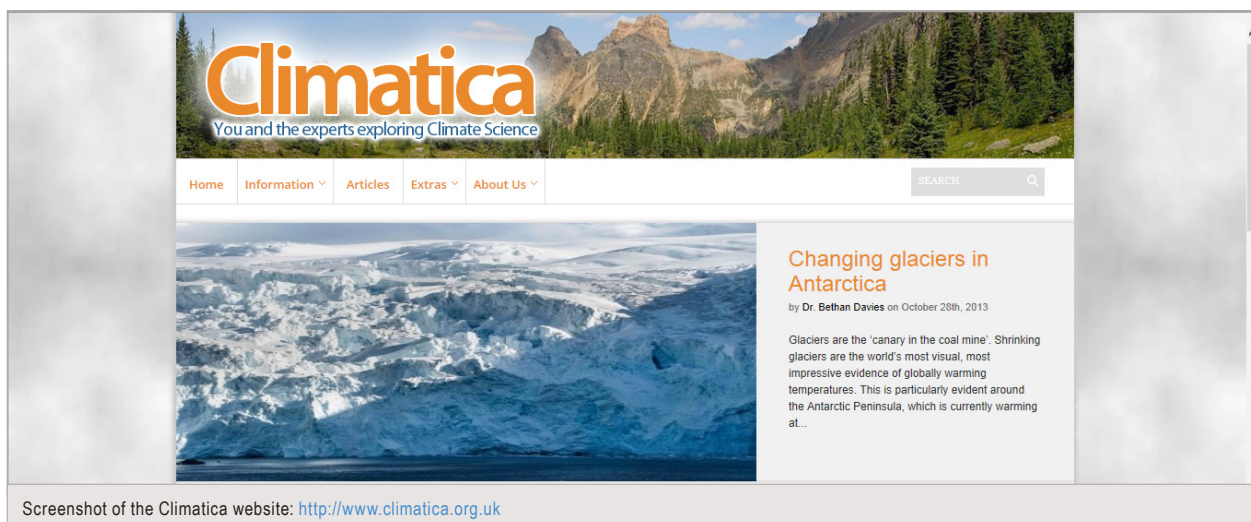 Climatica
You and the experts exploring Climate Science
Home Information Articles Extras About Us SEARCH
Changing glaciers in
Antarctica
by Dr. Bethan Davies on October 28th, 2013
Glaciers are the ‘canary in the coal mine’. Shrinking
glaciers are the world’s most visual, most
impressive evidence of globally warming
temperatures. This is particularly evident around
the Antarctic Peninsula, which is currently warming
at...
Screenshot of the Climatica website: http://www.climatica.org.uk